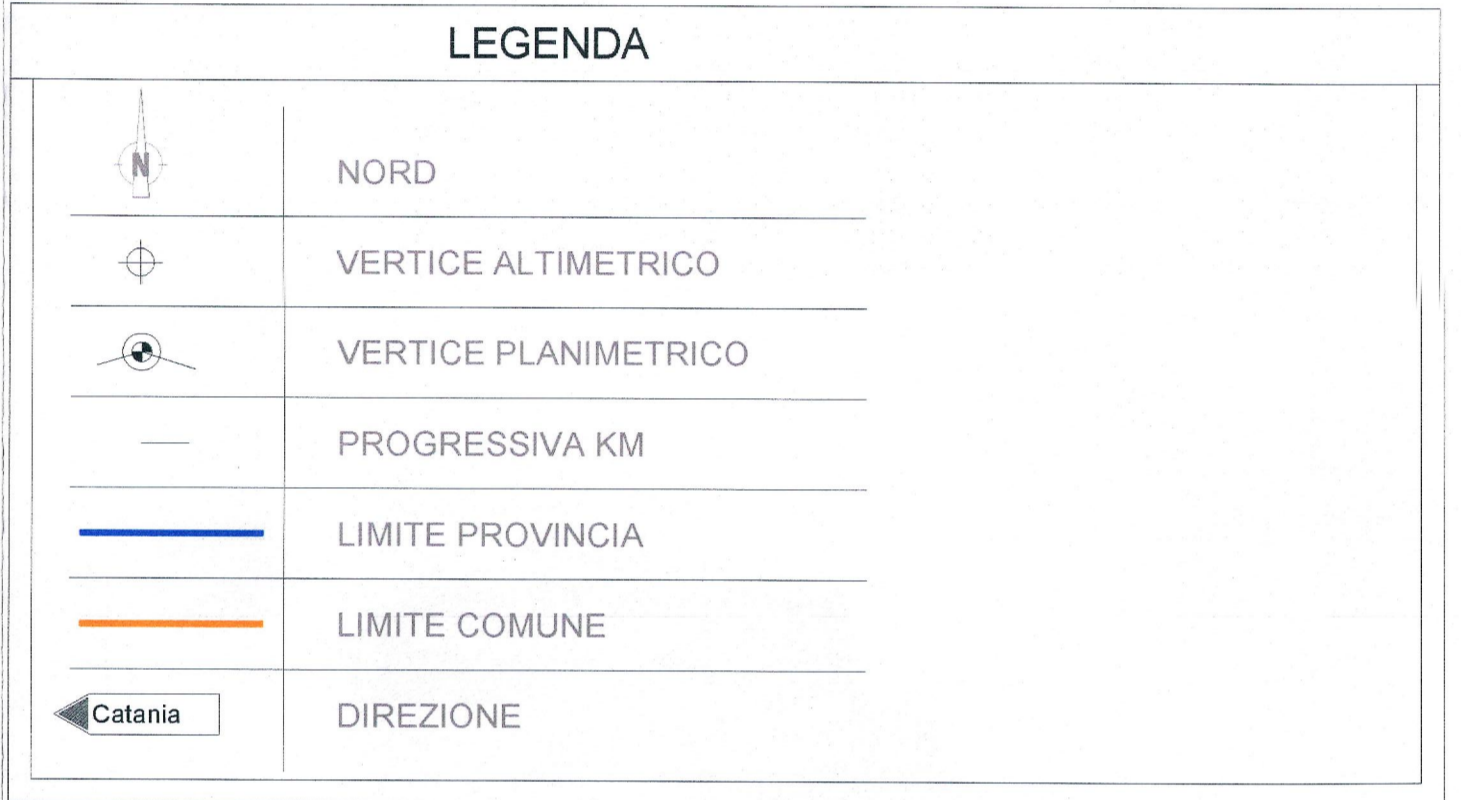 LEGENDA
N
NORD
VERTICE ALTIMETRICO
VERTICE PLANIMETRICO
PROGRESSIVA KM
LIMITE PROVINCIA
LIMITE COMUNE
Catania
DIREZIONE